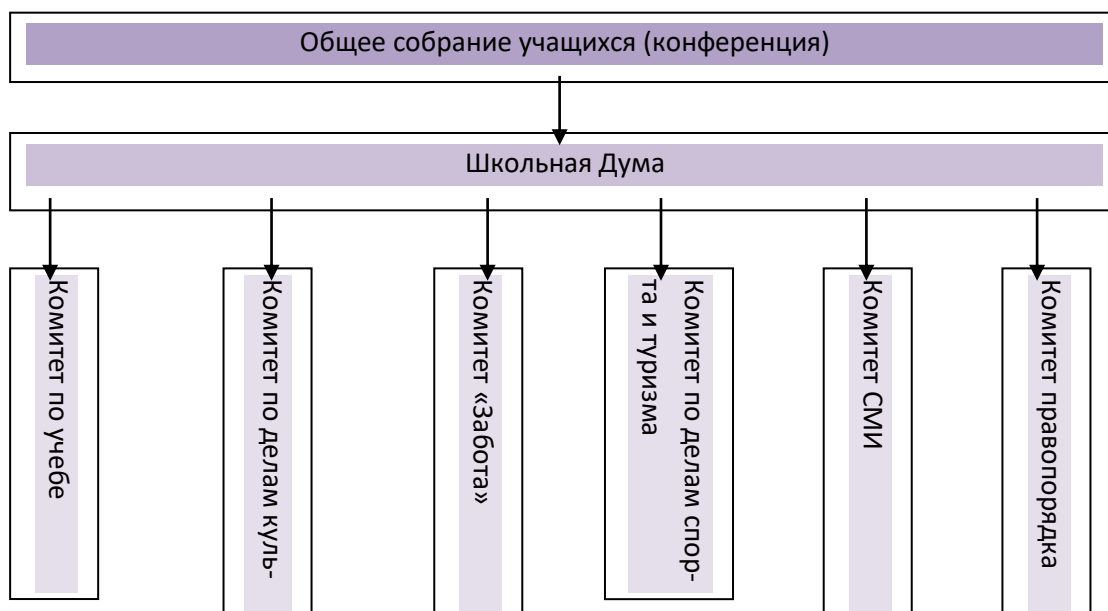 Общее собрание учащихся (конференция)
Школьная Дума
Комитет по учебе
Комитет по делам куль-
Комитет «Забота»
Комитет по делам спор-
та и туризма
Комитет СМИ
Комитет правопорядка